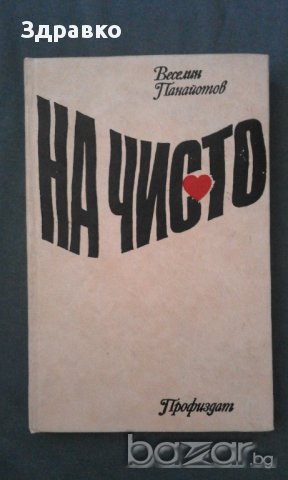 Здравко
Веселин
Панайотов
НА ЧИСТО
Профиздат
bazar.bg